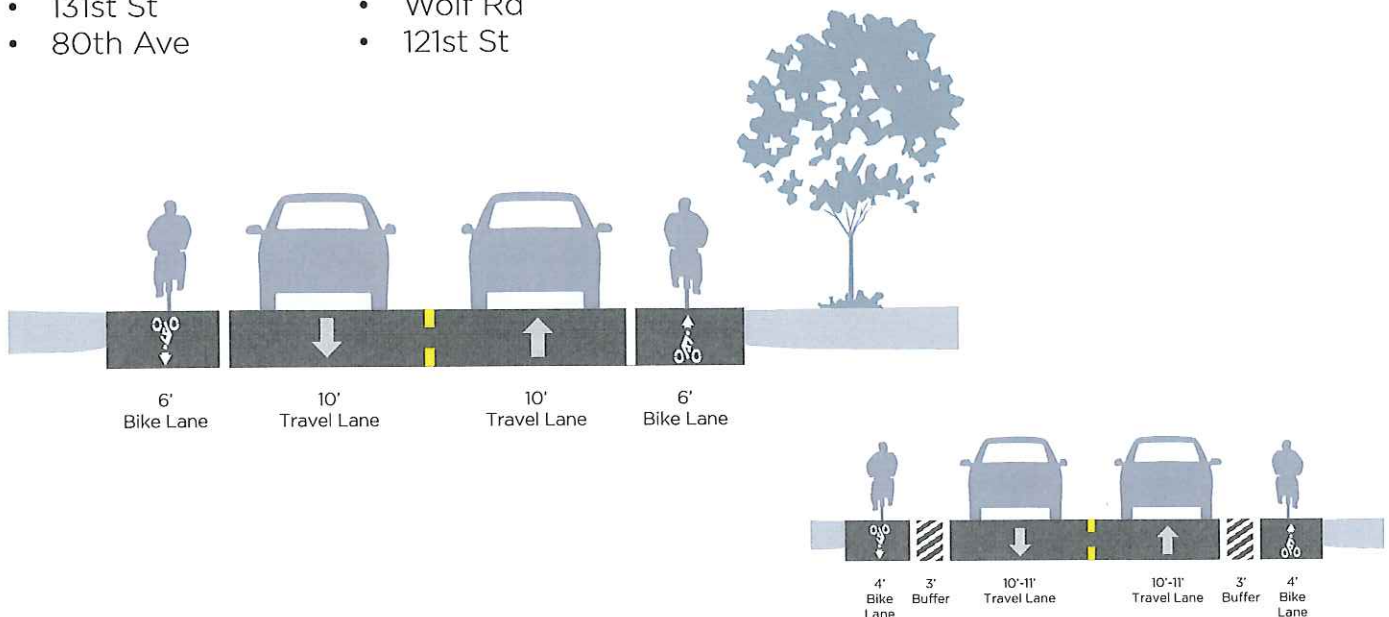 • 131st St
• 80th Ave
• Wolf Rd
• 121st St
6'
Bike Lane
10'
Travel Lane
10'
Travel Lane
6'
Bike Lane
4'
Bike
Lane
3'
Buffer
10'-11'
Travel Lane
10'-11'
Travel Lane
3'
Buffer
4'
Bike
Lane